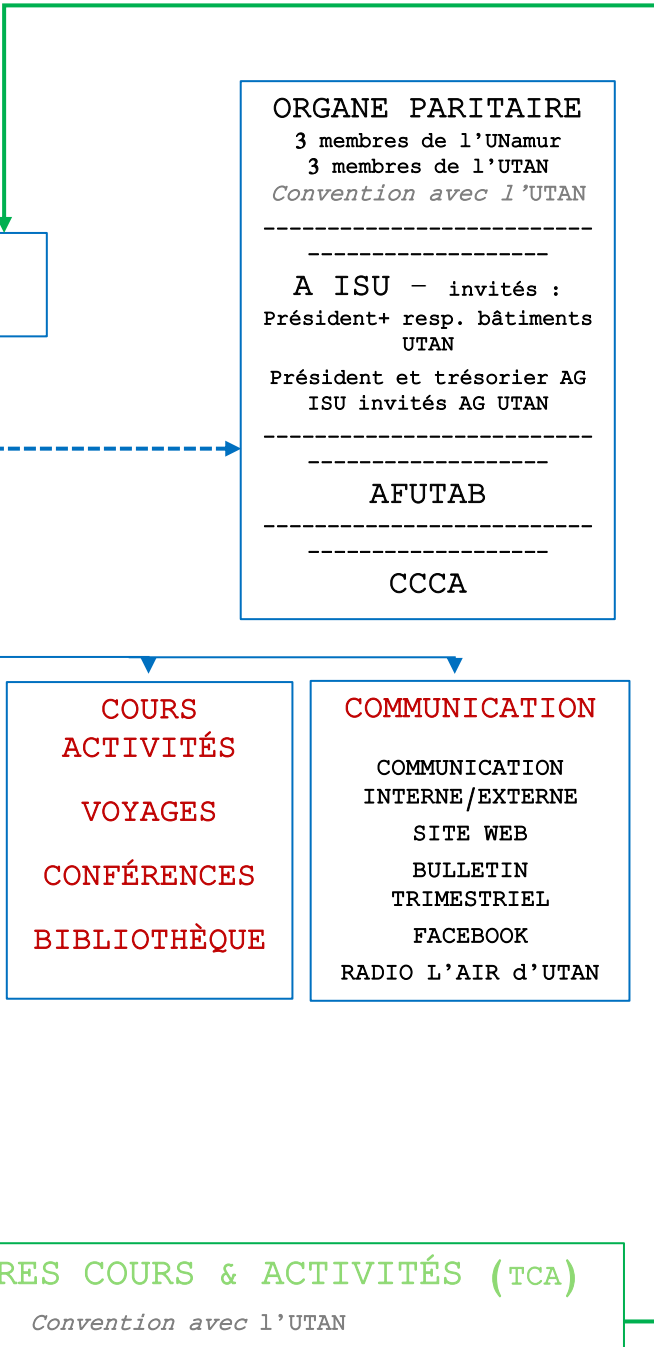 ORGANE PARITAIRE
3 membres de l'UNamur
3 membres de l'UTAN
Convention avec l'UTAN
--------------------------
-------------------
A ISU – invités :
Président+ resp. bâtiments
UTAN
Président et trésorier AG
ISU invités AG UTAN
--------------------------
-------------------
AFUTAB
--------------------------
-------------------
CCCA
COURS
ACTIVITÉS
VOYAGES
CONFÉRENCES
BIBLIOTHÈQUE
COMMUNICATION
COMMUNICATION
INTERNE/EXTERNE
SITE WEB
BULLETIN
TRIMESTRIEL
FACEBOOK
RADIO L'AIR d'UTAN
RES COURS & ACTIVITÉS (TCA)
Convention avec l'UTAN